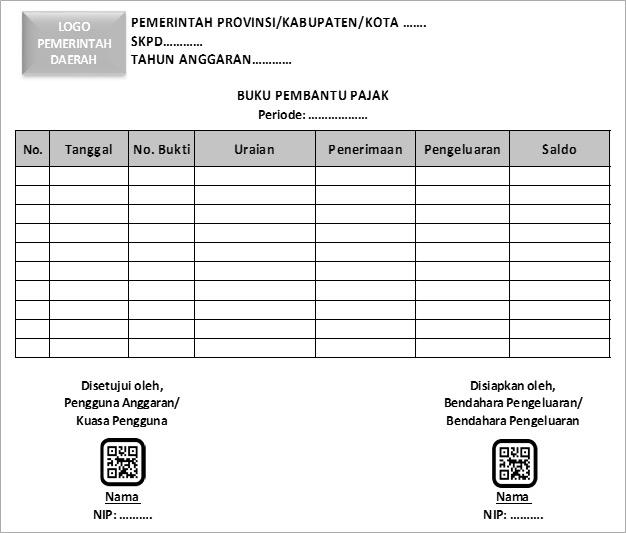 LOGO
PEMERINTAH
DAERAH
PEMERINTAH PROVINSI/KABUPATEN/KOTA .......
SKPD............
TAHUN ANGGARAN............
BUKU PEMBANTU PAJAK
Periode: ..................
No. Tanggal No. Bukti Uraian Penerimaan Pengeluaran Saldo
Disetujui oleh,
Pengguna Anggaran/
Kuasa Pengguna
Nama
NIP: ..........
Disiapkan oleh,
Bendahara Pengeluaran/
Bendahara Pengeluaran
Nama
NIP: ..........